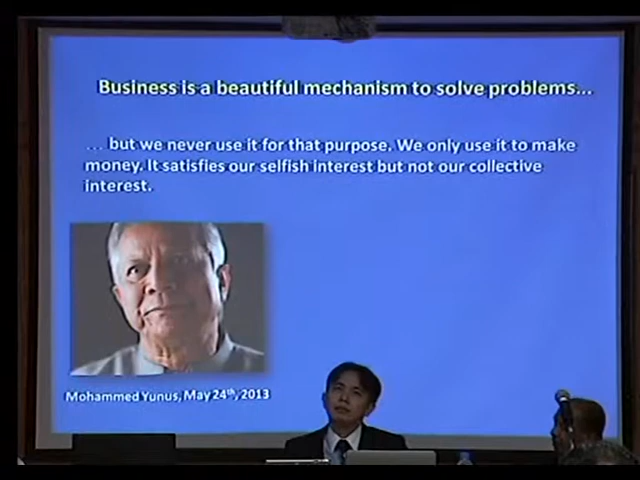 Business is a beautiful mechanism to solve problems...
... but we never use it for that purpose. We only use it to make
money. It satisfies our selfish interest but not our collective
interest.
Mohammed Yunus, May 24th, 2013